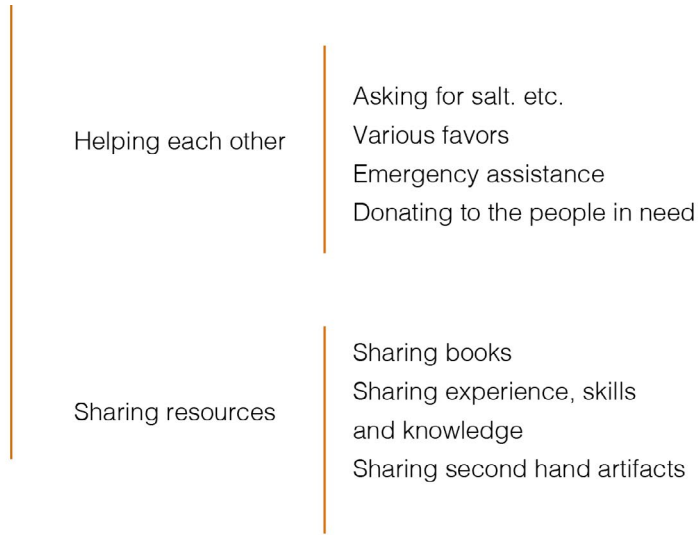 Helping each other
Asking for salt. etc.
Various favors
Emergency assistance
Donating to the people in need
Sharing resources
Sharing books
Sharing experience, skills
and knowledge
Sharing second hand artifacts